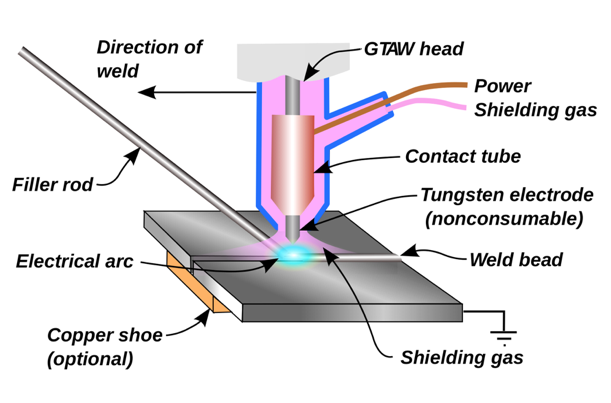 Direction of
weld
GTAW head
Power
Shielding gas
Contact tube
Filler rod
Tungsten electrode
(nonconsumable)
Electrical arc
Weld bead
Copper shoe
(optional)
Shielding gas